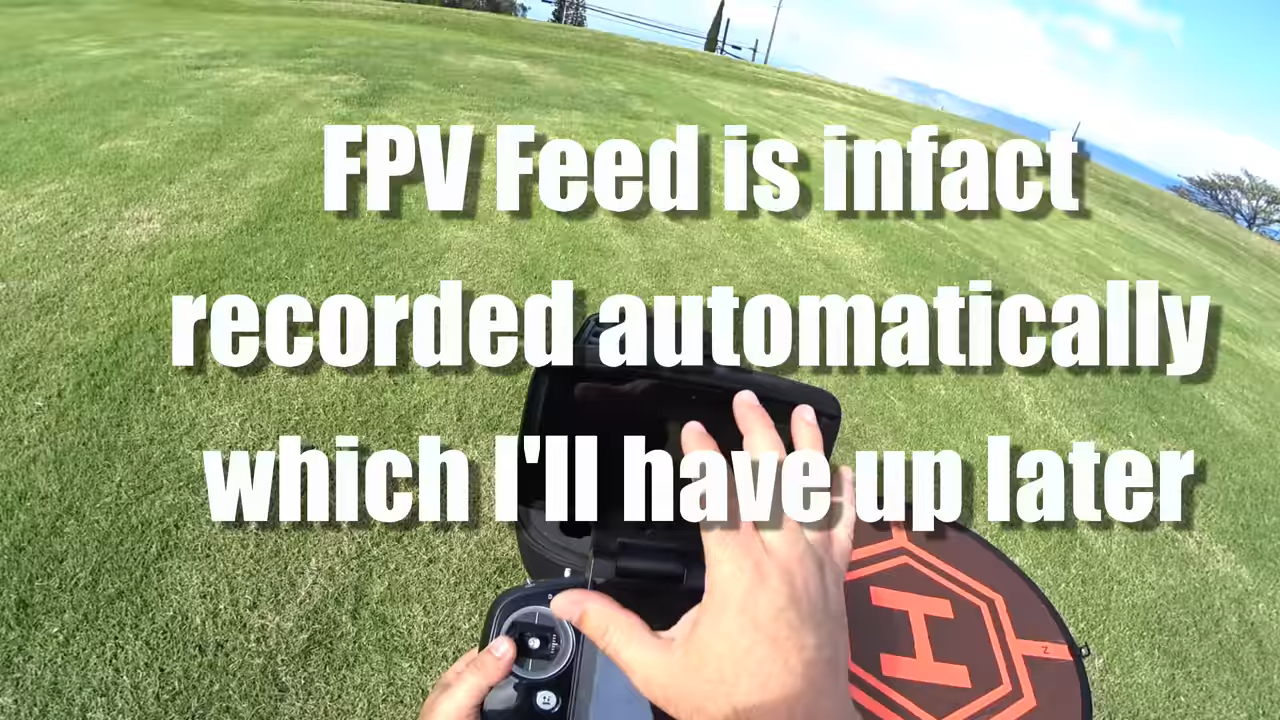 FPV Feed is infact
recorded automatically
which I'll have up later
H
N